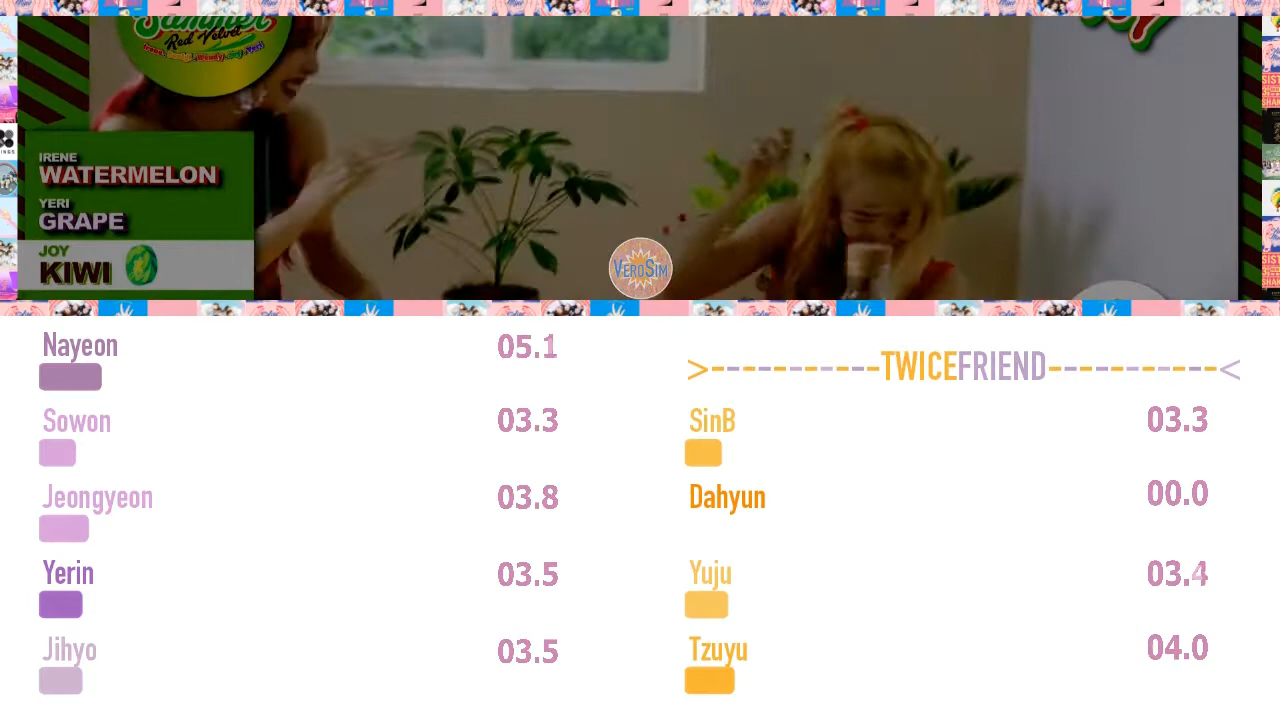 Summer
Red Velvet
IRENE
WATERMELON
YERI
GRAPE
JOY
KIWI
VEROSIM
Nayeon 05.1
Sowon 03.3
Jeongyeon 03.8
Yerin 03.5
Jihyo 03.5
>------------TWICEFRIEND------------<
SinB 03.3
Dahyun 00.0
Yuju 03.4
Tzuyu 04.0